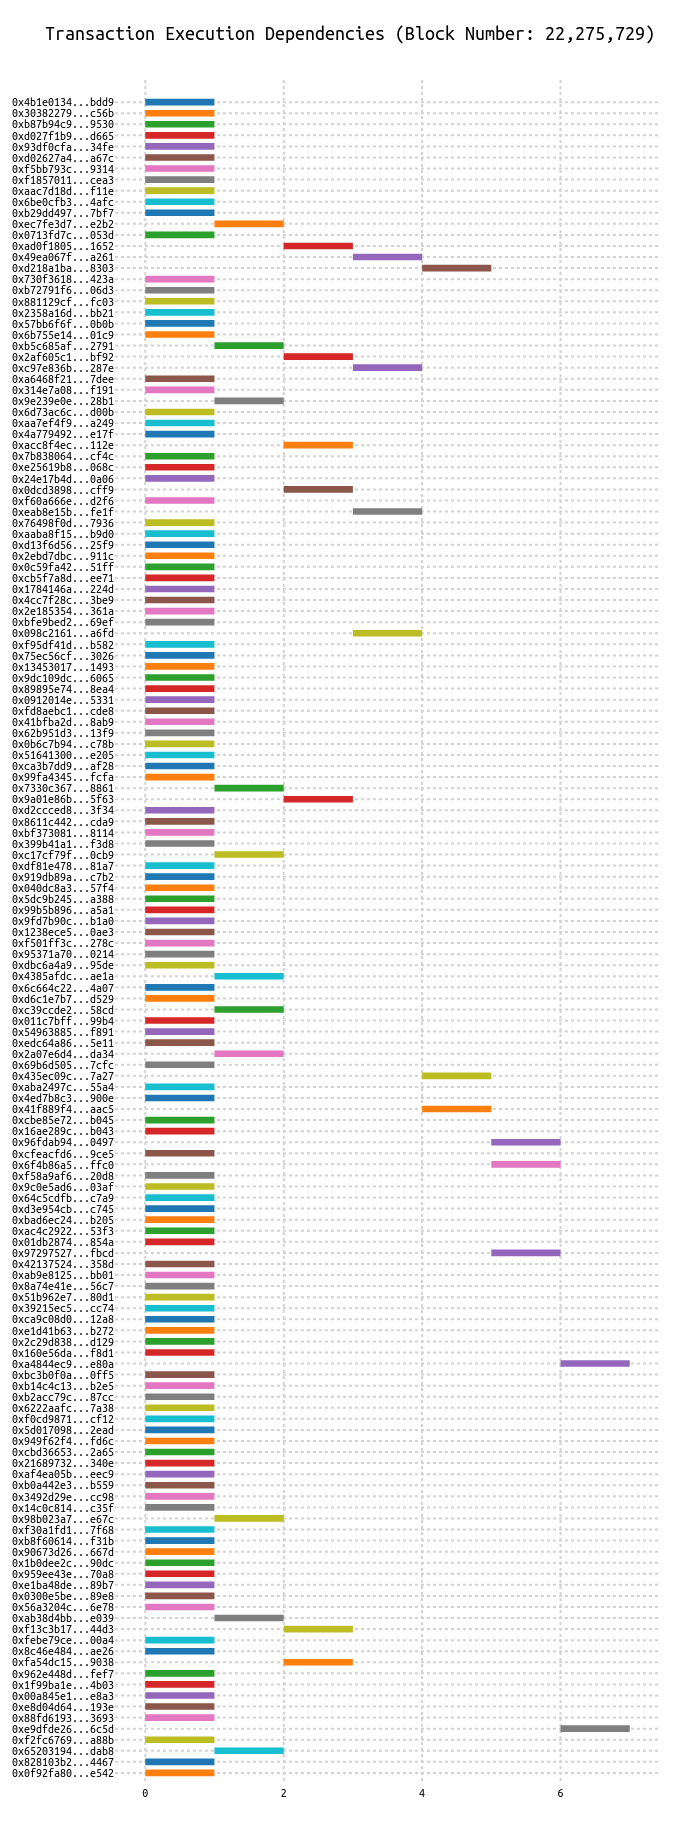 Transaction Execution Dependencies (Block Number: 22,275,729)
0x4b1e0134...bdd9
0x30382279...c56b
0xb87b94c9...9530
0xd027f1b9...d665
0x93df0cfa...34fe
0xd02627a4...a67c
0xf5bb793c...9314
0xf1857011...cea3
0xaac7d18d...f11e
0x6be0cfb3...4afc
0xb29dd497...7bf7
0xec7fe3d7...e2b2
0x0713fd7c...053d
0xad0f1805...1652
0x49ea067f...a261
0xd218a1ba...8303
0x730f3618...423a
0xb72791f6...06d3
0x881129cf...fc03
0x2358a16d...bb21
0x57bb6f6f...0b0b
0x6b755e14...01c9
0xb5c685af...2791
0x2af605c1...bf92
0xc97e836b...287e
0xa6468f21...7dee
0x314e7a08...f191
0x9e239e0e...28b1
0x6d73ac6c...d00b
0xaa7ef4f9...a249
0x4a779492...e17f
0xacc8f4ec...112e
0x7b838064...cf4c
0xe25619b8...068c
0x24e17b4d...0a06
0x0dcd3898...cff9
0xf60a666e...d2f6
0xeab8e15b...fe1f
0x76498f0d...7936
0xaaba8f15...b9d0
0xd13f6d56...25f9
0x2ebd7dbc...911c
0x0c59fa42...51ff
0xcb5f7a8d...ee71
0x1784146a...224d
0x4cc7f28c...3be9
0x2e185354...361a
0xbfe9bed2...69ef
0x098c2161...a6fd
0xf95df41d...b582
0x75ec56cf...3026
0x13453017...1493
0x9dc109dc...6065
0x89895e74...8ea4
0x0912014e...5331
0xfd8aebc1...cde8
0x41bfba2d...8ab9
0x62b951d3...13f9
0x0b6c7b94...c78b
0x51641300...e205
0xca3b7dd9...af28
0x99fa4345...fcfa
0x7330c367...8861
0x9a01e86b...5f63
0xd2ccced8...3f34
0x8611c442...cda9
0xbf373081...8114
0x399b41a1...f3d8
0xc17cf79f...0cb9
0xdf81e478...81a7
0x919db89a...c7b2
0x040dc8a3...57f4
0x5dc9b245...a388
0x99b5b896...a5a1
0x9fd7b90c...b1a0
0x1238ece5...0ae3
0xf501ff3c...278c
0x95371a70...0214
0xdbc6a4a9...95de
0x4385afdc...ae1a
0x6c664c22...4a07
0xd6c1e7b7...d529
0xc39ccde2...58cd
0x011c7bff...99b4
0x54963885...f891
0xedc64a86...5e11
0x2a07e6d4...da34
0x69b6d505...7cfc
0x435ec09c...7a27
0xaba2497c...55a4
0x4ed7b8c3...900e
0x41f889f4...aac5
0xcbe85e72...b045
0x16ae289c...b043
0x96fdab94...0497
0xcfeacfd6...9ce5
0x6f4b86a5...ffc0
0xf58a9af6...20d8
0x9c0e5ad6...03af
0x64c5cdfb...c7a9
0xd3e954cb...c745
0xbad6ec24...b205
0xac4c2922...53f3
0x01db2874...854a
0x97297527...fbcd
0x42137524...358d
0xab9e8125...bb01
0x8a74e41e...56c7
0x51b962e7...80d1
0x39215ec5...cc74
0xca9c08d0...12a8
0xe1d41b63...b272
0x2c29d838...d129
0x160e56da...f8d1
0xa4844ec9...e80a
0xbc3b0f0a...0ff5
0xb14c4c13...b2e5
0xb2acc79c...87cc
0x6222aafc...7a38
0xf0cd9871...cf12
0x5d017098...2ead
0x949f62f4...fd6c
0xcbd36653...2a65
0x21689732...340e
0xaf4ea05b...eec9
0xb0a442e3...b559
0x3492d29e...cc98
0x14c0c814...c35f
0x98b023a7...e67c
0xf30a1fd1...7f68
0xb8f60614...f31b
0x90673d26...667d
0x1b0dee2c...90dc
0x959ee43e...70a8
0xe1ba48de...89b7
0x0300e5be...89e8
0x56a3204c...6e78
0xab38d4bb...e039
0xf13c3b17...44d3
0xfebe79ce...00a4
0x8c46e484...ae26
0xfa54dc15...9038
0x962e448d...fef7
0x1f99ba1e...4b03
0x00a845e1...e8a3
0xe8d04d64...193e
0x88fd6193...3693
0xe9dfde26...6c5d
0xf2fc6769...a88b
0x65203194...dab8
0x828103b2...4467
0x0f92fa80...e542
0 2 4 6